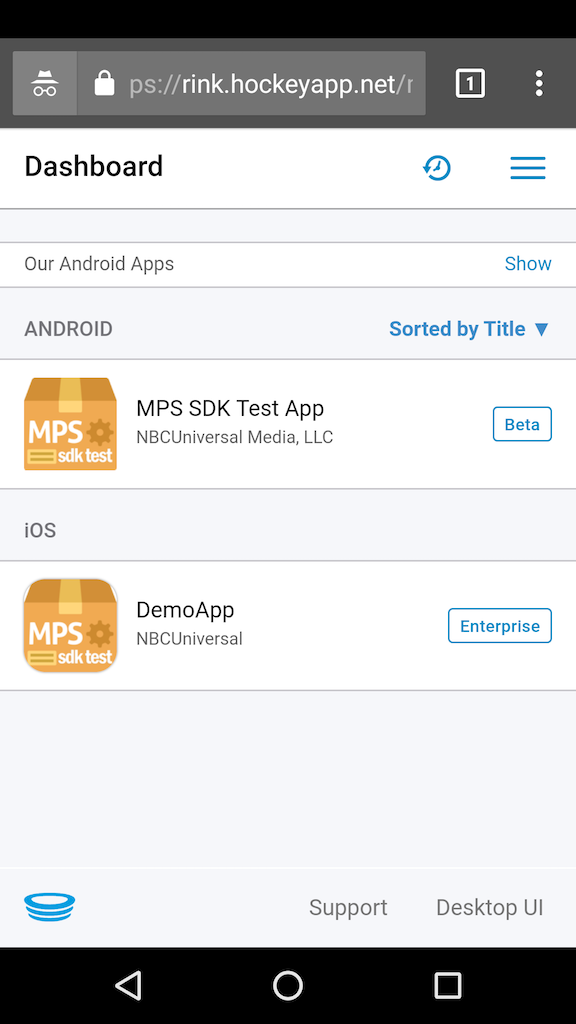 ps://rink.hockeyapp.net/r
1
Dashboard
Our Android Apps
Show
ANDROID
Sorted by Title ▼
MPS
sdk test
MPS SDK Test App
NBCUniversal Media, LLC
Beta
iOS
MPS
sdk test
DemoApp
NBCUniversal
Enterprise
Support
Desktop UI